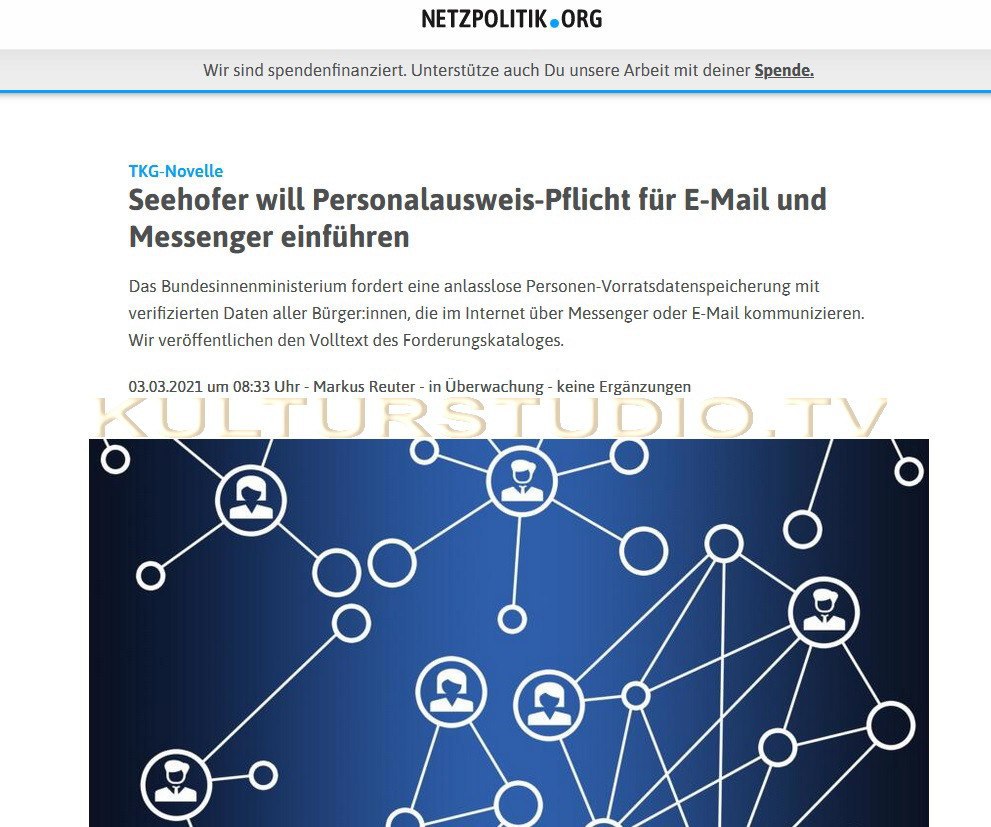 NETZPOLITIK.ORG
Wir sind spendenfinanziert. Unterstütze auch Du unsere Arbeit mit deiner Spende.
TKG-Novelle
Seehofer will Personalausweis-Pflicht für E-Mail und
Messenger einführen
Das Bundesinnenministerium fordert eine anlasslose Personen-Vorratsdatenspeicherung mit
verifizierten Daten aller Bürger:innen, die im Internet über Messenger oder E-Mail kommunizieren.
Wir veröffentlichen den Volltext des Forderungskataloges.
03.03.2021 um 08:33 Uhr - Markus Reuter - in Überwachung - keine Ergänzungen
KULTURSTUDIO.TV